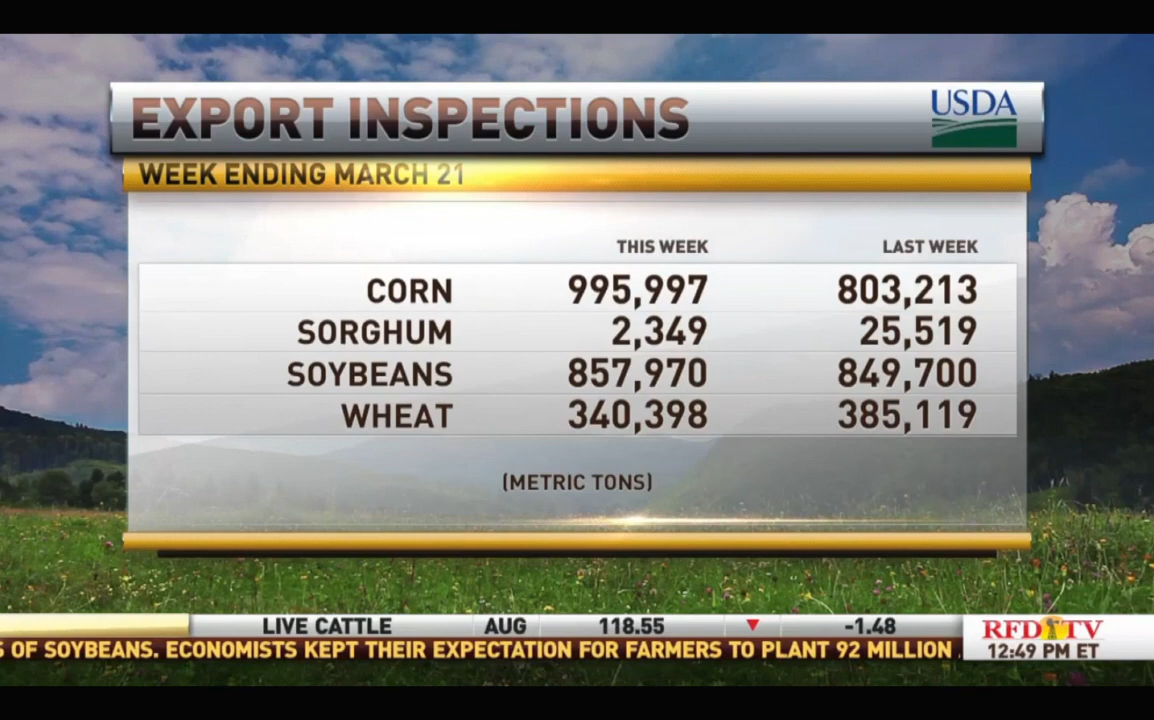 EXPORT INSPECTIONS
USDA
WEEK ENDING MARCH 21
THIS WEEK LAST WEEK
CORN 995,997 803,213
SORGHUM 2,349 25,519
SOYBEANS 857,970 849,700
WHEAT 340,398 385,119
(METRIC TONS)
LIVE CATTLE AUG 118.55 ▼ -1.48
S OF SOYBEANS. ECONOMISTS KEPT THEIR EXPECTATION FOR FARMERS TO PLANT 92 MILLION
RFD TV
12:49 PM ET